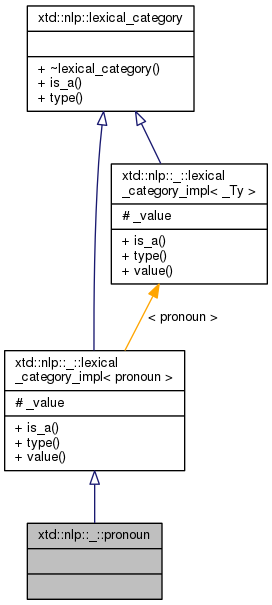 xtd::nlp::lexical_category
+ ~lexical_category()
+ is_a()
+ type()
xtd::nlp::_::lexical
_category_impl< _Ty >
# _value
+ is_a()
+ type()
+ value()
< pronoun >
xtd::nlp::_::lexical
_category_impl< pronoun >
# _value
+ is_a()
+ type()
+ value()
xtd::nlp::_::pronoun